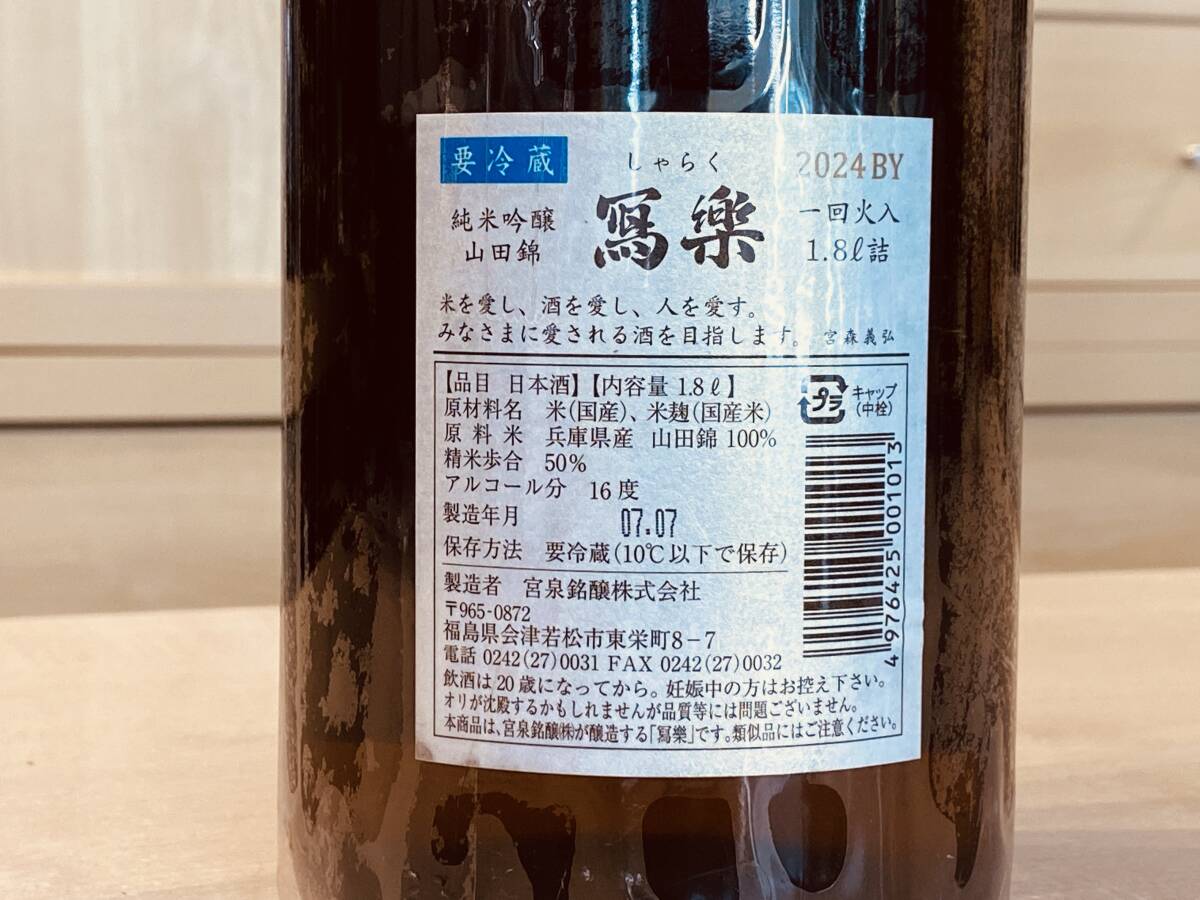 要冷蔵
しゃらく
2024BY
純米吟醸
山田錦
冩樂
一回火入
1.8ℓ詰
米を愛し、酒を愛し、人を愛す。
みなさまに愛される酒を目指します。 宮森義弘
【品目 日本酒】【内容量 1.8ℓ】
原材料名 米(国産)、米麹(国産米)
原料米 兵庫県産 山田錦 100%
精米歩合 50%
アルコール分 16度
製造年月 07.07
保存方法 要冷蔵(10℃以下で保存)
プラ
キャップ
(中栓)
4976425001013
製造者 宮泉銘醸株式会社
〒965-0872
福島県会津若松市東栄町8-7
電話 0242(27)0031 FAX 0242(27)0032
飲酒は20歳になってから。妊娠中の方はお控え下さい。
オリが沈殿するかもしれませんが品質等には問題ございません。
本商品は、宮泉銘醸㈱が醸造する「冩樂」です。類似品にはご注意ください。